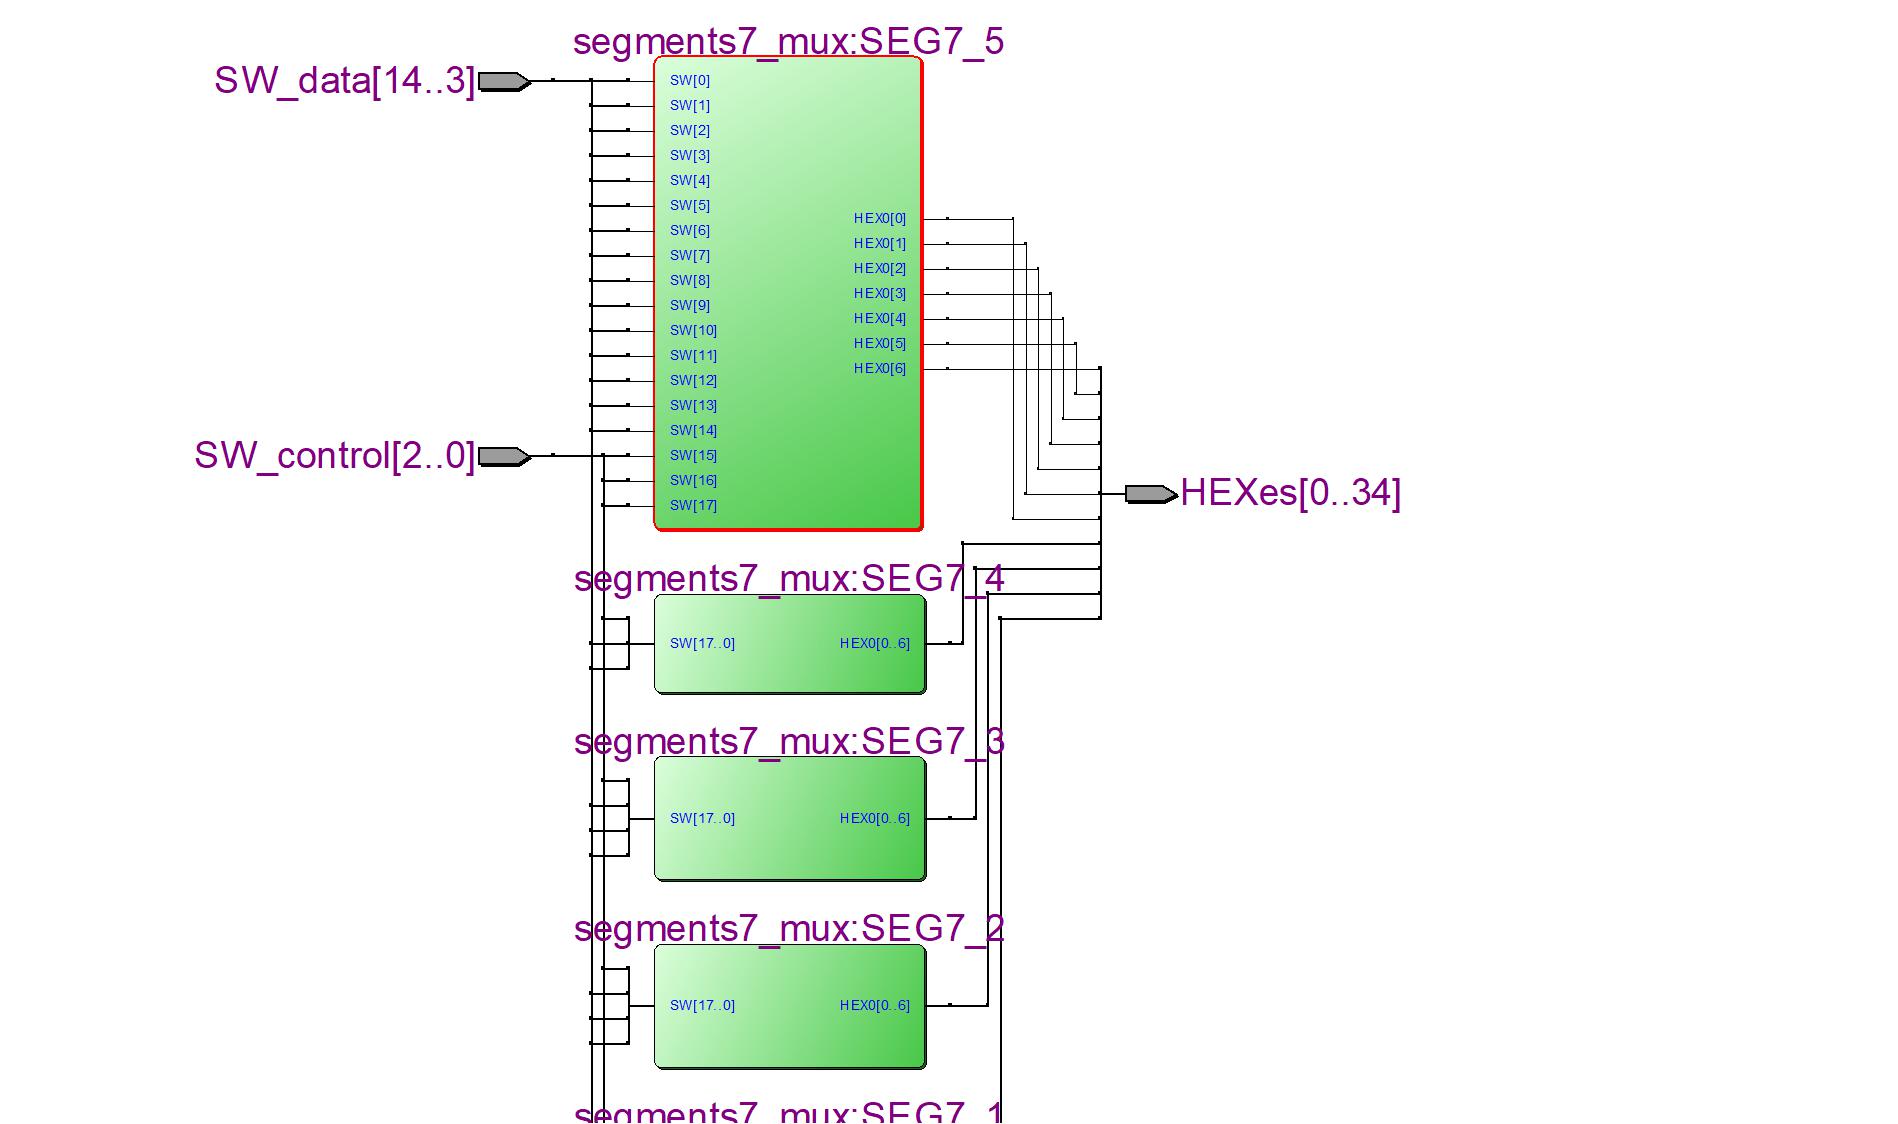 segments7_mux:SEG7_5
SW_data[14..3]
SW[0]
SW[1]
SW[2]
SW[3]
SW[4]
SW[5]
SW[6]
SW[7]
SW[8]
SW[9]
SW[10]
SW[11]
SW[12]
SW[13]
SW[14]
SW_control[2..0]
SW[15]
SW[16]
SW[17]
HEX0[0]
HEX0[1]
HEX0[2]
HEX0[3]
HEX0[4]
HEX0[5]
HEX0[6]
HEXes[0..34]
segments7_mux:SEG7_4
SW[17..0] HEX0[0..6]
segments7_mux:SEG7_3
SW[17..0] HEX0[0..6]
segments7_mux:SEG7_2
SW[17..0] HEX0[0..6]
segments7_mux:SEG7_1